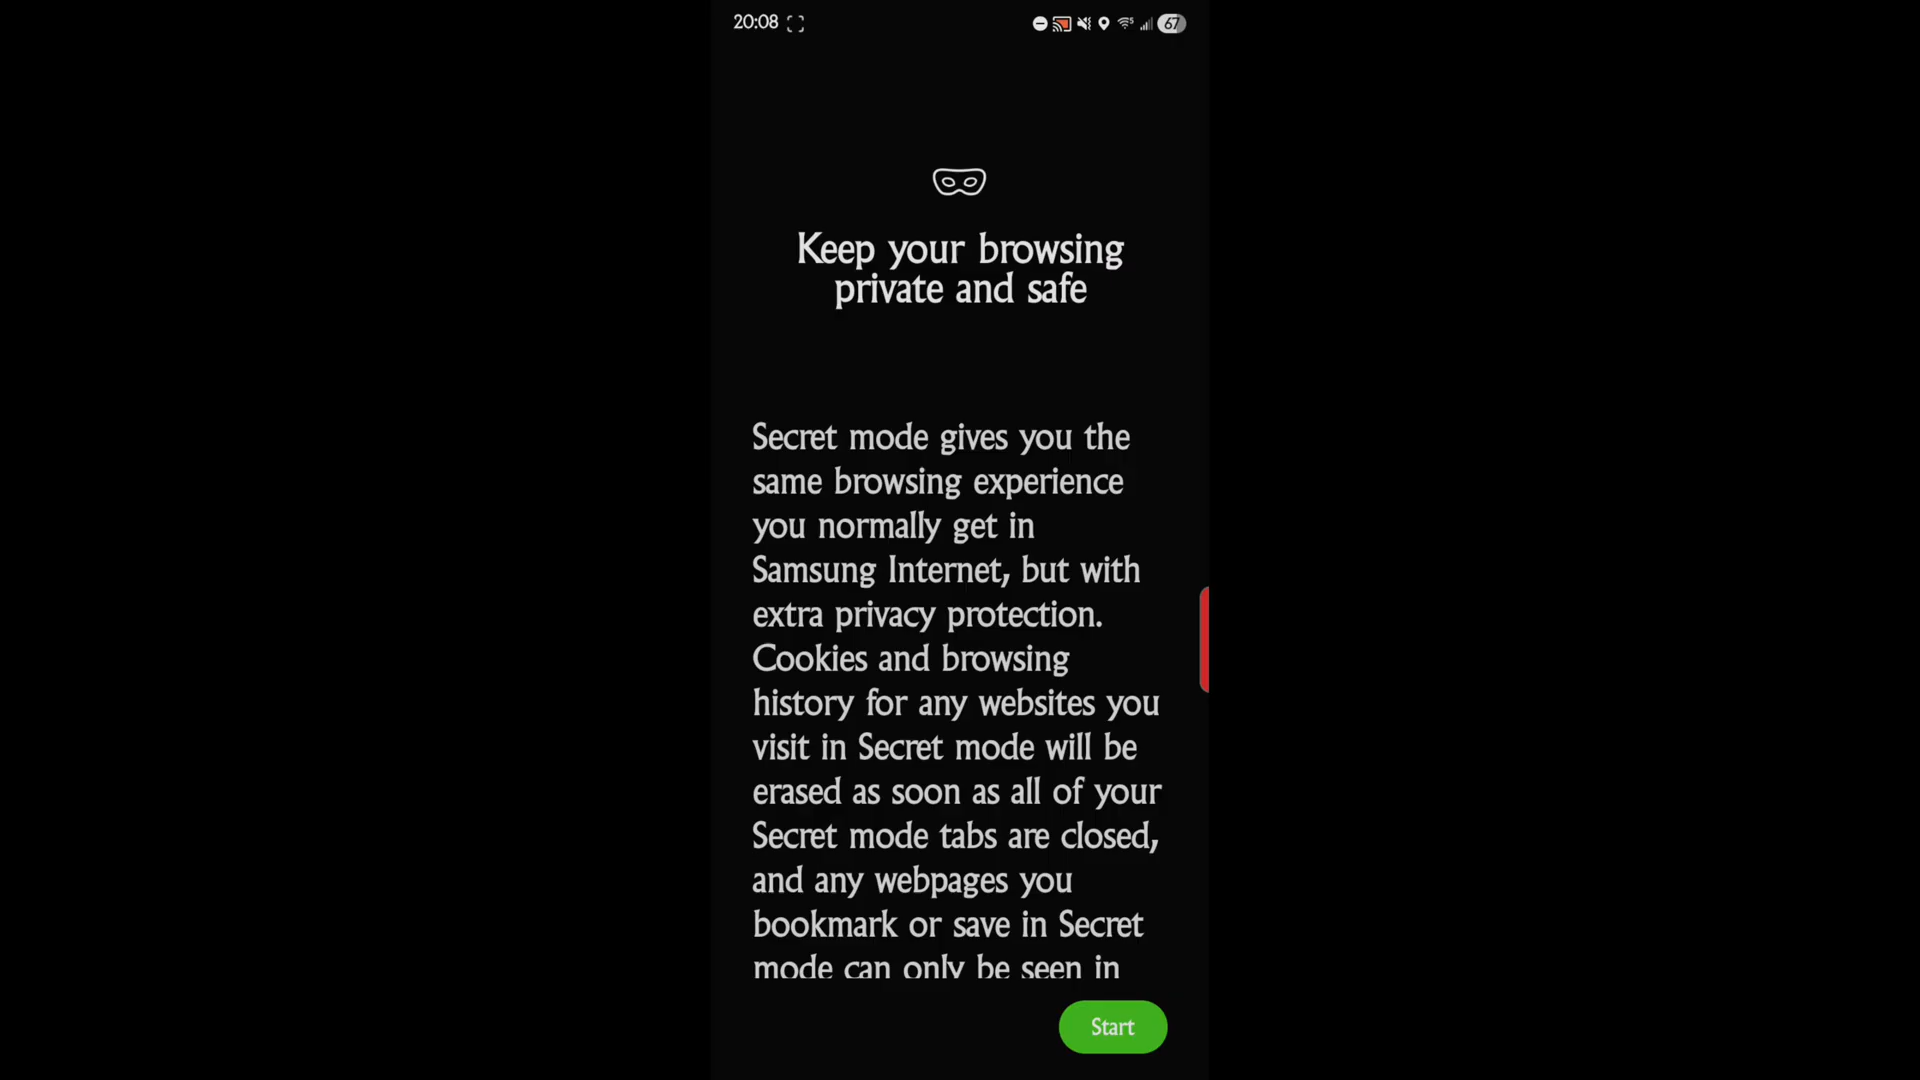 20:08
67
Keep your browsing
private and safe
Secret mode gives you the
same browsing experience
you normally get in
Samsung Internet, but with
extra privacy protection.
Cookies and browsing
history for any websites you
visit in Secret mode will be
erased as soon as all of your
Secret mode tabs are closed,
and any webpages you
bookmark or save in Secret
mode can only be seen in
Start